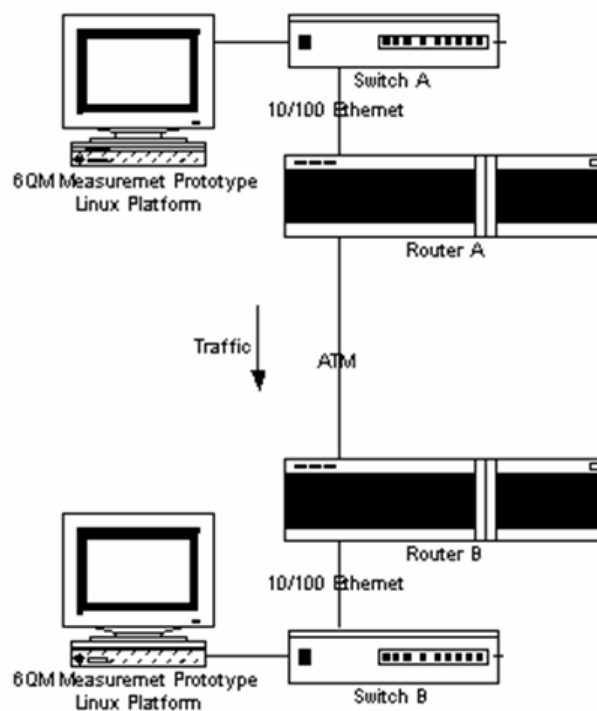 Switch A
10/100 Ethernet
6QM Measuremet Prototype
Linux Platform
Router A
Traffic
ATM
Router B
10/100 Ethernet
6QM Measuremet Prototype
Linux Platform
Switch B